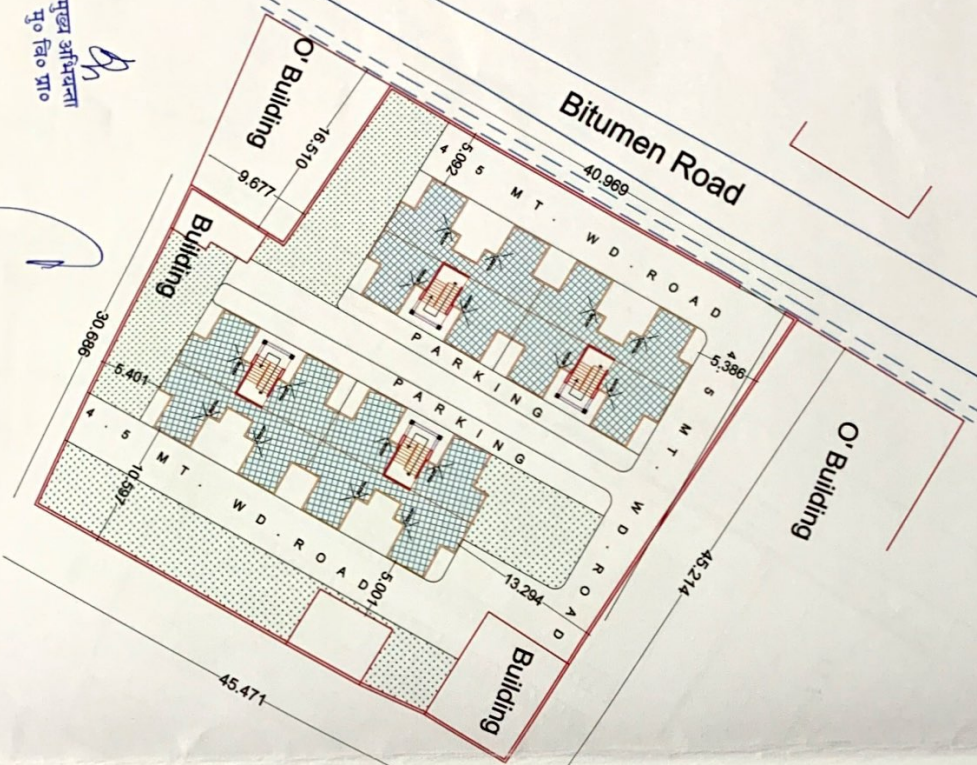 मुख्य अभियन्ता
मु० वि० प्रा०
O' Building
16.510
9.677
Bitumen Road
40.969
5.092
4.5 MT. WD. ROAD
Building
30.686
5.401
PARKING
PARKING
5.386
4.5 MT. WD. ROAD
O' Building
45.214
4.5 MT. WD. ROAD
10.597
5.001
13.294
Building
45.471